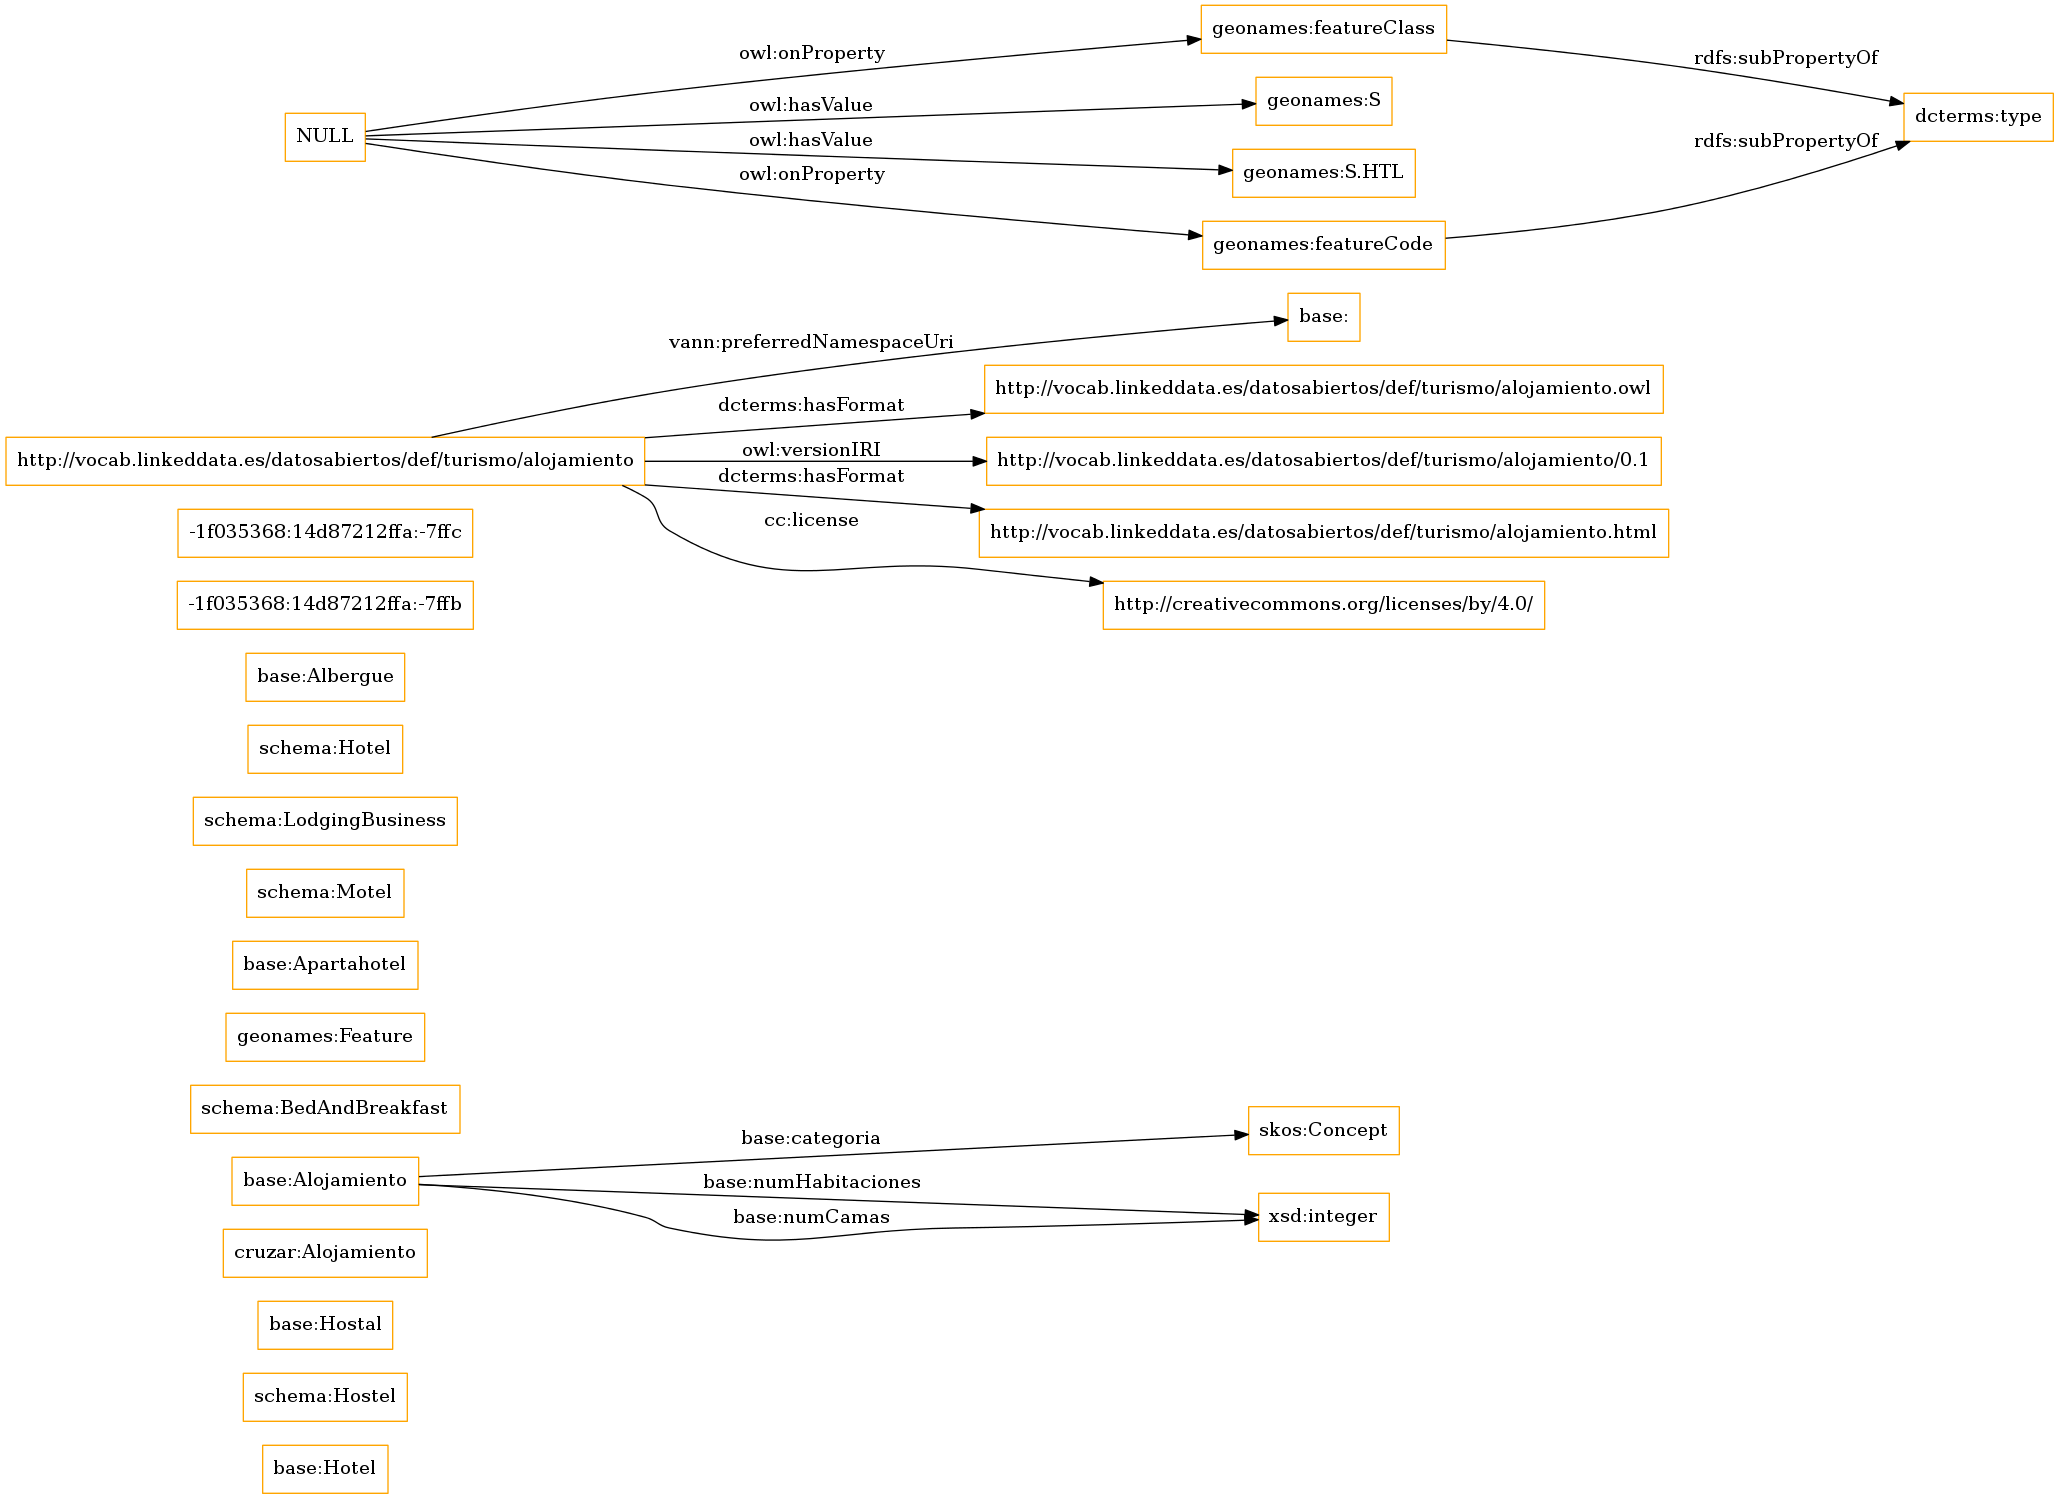 geonames:featureClass
owl:onProperty
rdfs:subPropertyOf
geonames:S
owl:hasValue
dcterms:type
NULL
owl:hasValue
rdfs:subPropertyOf
geonames:S.HTL
owl:onProperty
geonames:featureCode
base:
vann:preferredNamespaceUri
http://vocab.linkeddata.es/datosabiertos/def/turismo/alojamiento.owl
dcterms:hasFormat
owl:versionIRI
http://vocab.linkeddata.es/datosabiertos/def/turismo/alojamiento
http://vocab.linkeddata.es/datosabiertos/def/turismo/alojamiento/0.1
dcterms:hasFormat
cc:license
-1f035368:14d87212ffa:-7ffc
http://vocab.linkeddata.es/datosabiertos/def/turismo/alojamiento.html
-1f035368:14d87212ffa:-7ffb
http://creativecommons.org/licenses/by/4.0/
base:Albergue
schema:Hotel
schema:LodgingBusiness
schema:Motel
base:Apartahotel
geonames:Feature
schema:BedAndBreakfast
base:categoria
skos:Concept
base:Alojamiento
base:numHabitaciones
base:numCamas
xsd:integer
cruzar:Alojamiento
base:Hostal
schema:Hostel
base:Hotel